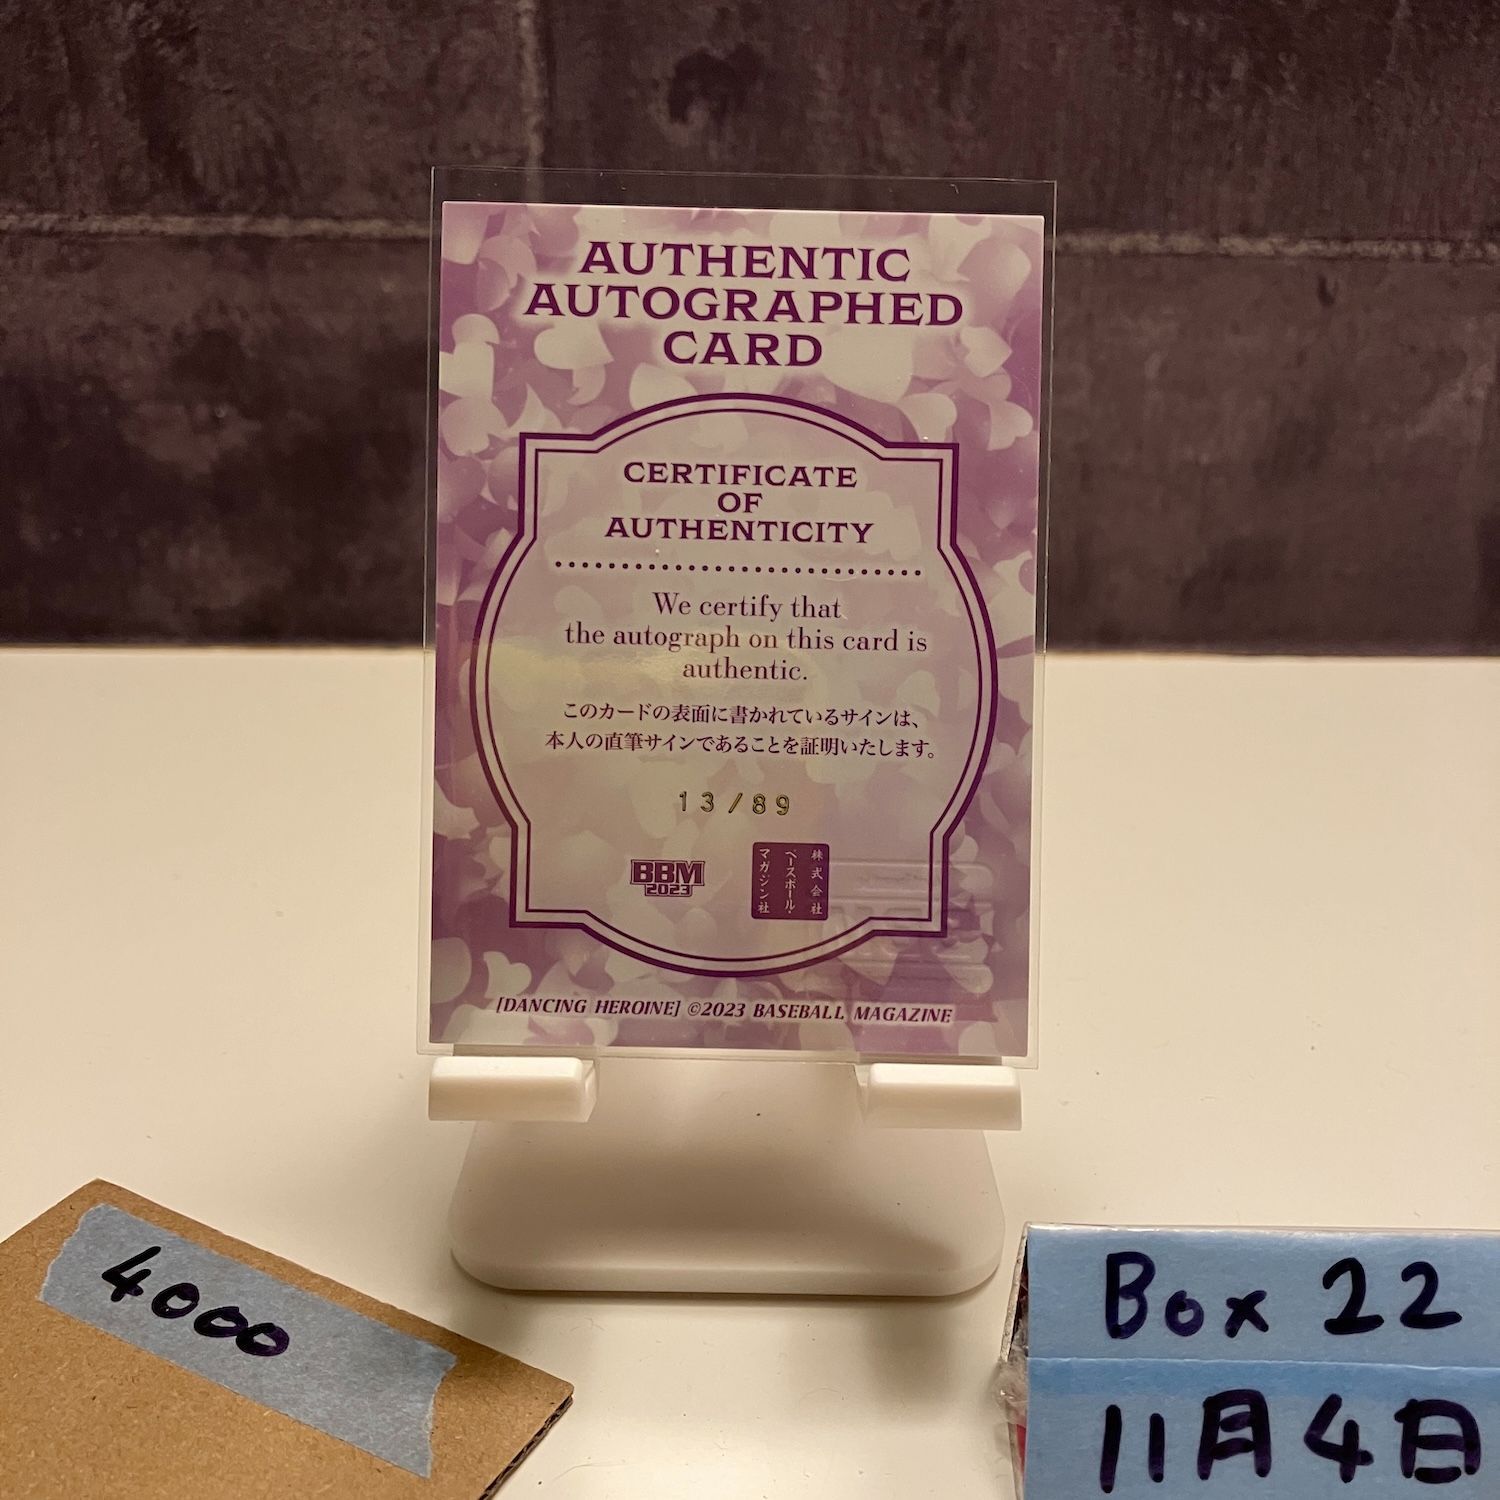 AUTHENTIC
AUTOGRAPHED
CARD
CERTIFICATE
OF
AUTHENTICITY
We certify that
the autograph on this card is
authentic.
このカードの表面に書かれているサインは、
本人の直筆サインであることを証明いたします。
13/89
BBM
2023
株式会社
ベースボール・
マガジン社
[DANCING HEROINE] ©2023 BASEBALL MAGAZINE
4000
Box 22
11月4日